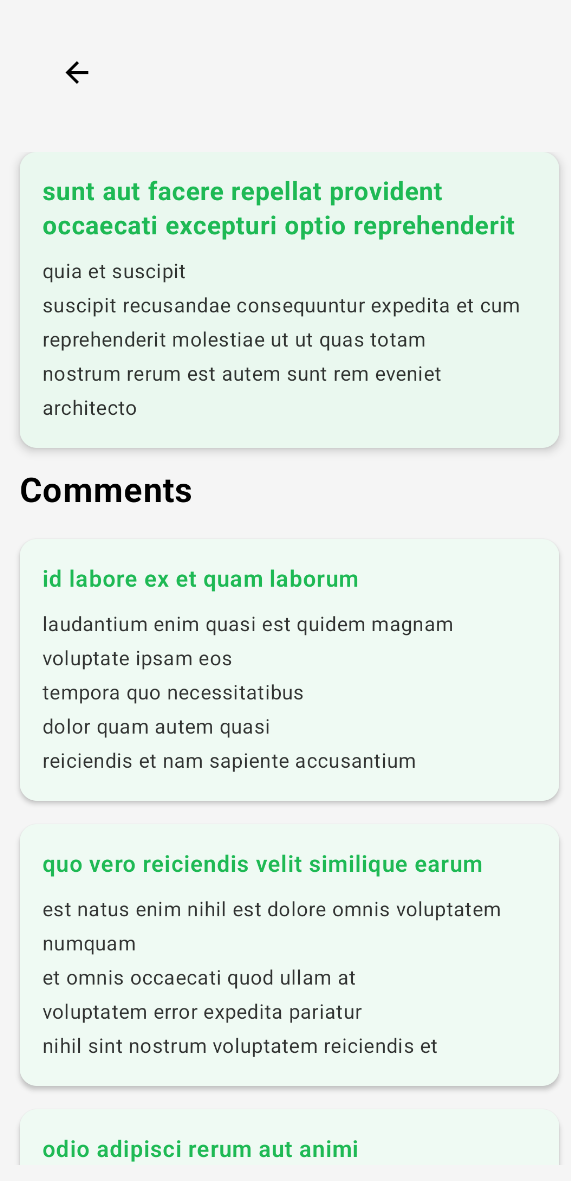 sunt aut facere repellat provident
occaecati excepturi optio reprehenderit
quia et suscipit
suscipit recusandae consequuntur expedita et cum
reprehenderit molestiae ut ut quas totam
nostrum rerum est autem sunt rem eveniet
architecto
Comments
id labore ex et quam laborum
laudantium enim quasi est quidem magnam
voluptate ipsam eos
tempora quo necessitatibus
dolor quam autem quasi
reiciendis et nam sapiente accusantium
quo vero reiciendis velit similique earum
est natus enim nihil est dolore omnis voluptatem
numquam
et omnis occaecati quod ullam at
voluptatem error expedita pariatur
nihil sint nostrum voluptatem reiciendis et
odio adipisci rerum aut animi